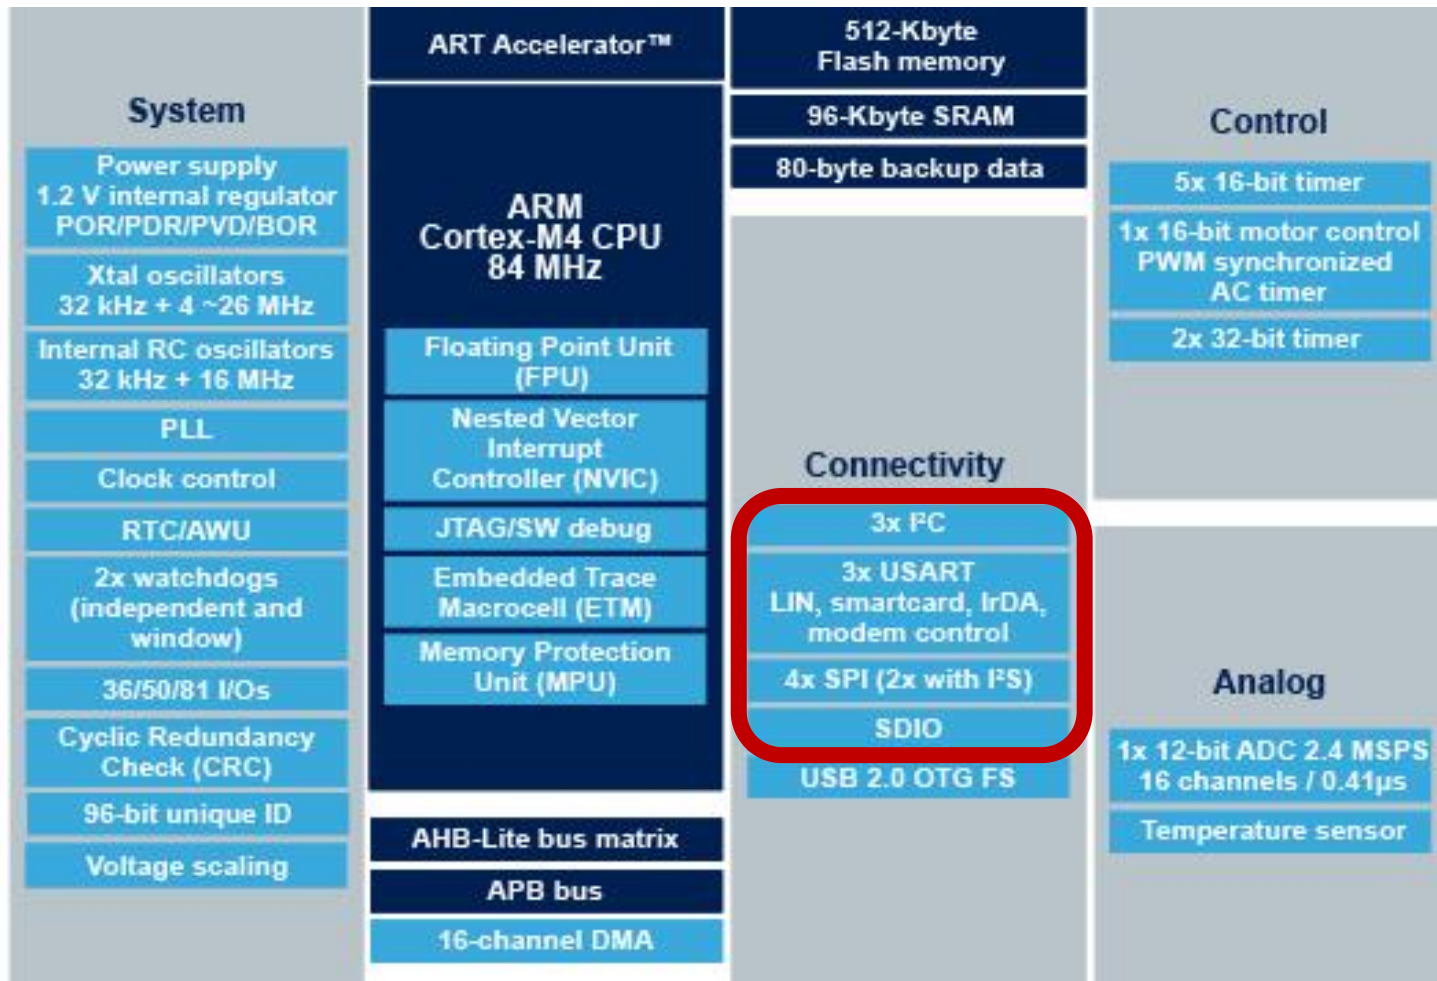 System
Power supply
1.2 V internal regulator
POR/PDR/PVD/BOR
Xtal oscillators
32 kHz + 4 ~26 MHz
Internal RC oscillators
32 kHz + 16 MHz
PLL
Clock control
RTC/AWU
2x watchdogs
(independent and
window)
36/50/81 I/Os
Cyclic Redundancy
Check (CRC)
96-bit unique ID
Voltage scaling
ART Accelerator™
ARM
Cortex-M4 CPU
84 MHz
Floating Point Unit
(FPU)
Nested Vector
Interrupt
Controller (NVIC)
JTAG/SW debug
Embedded Trace
Macrocell (ETM)
Memory Protection
Unit (MPU)
AHB-Lite bus matrix
APB bus
16-channel DMA
512-Kbyte
Flash memory
96-Kbyte SRAM
80-byte backup data
Connectivity
3x I²C
3x USART
LIN, smartcard, IrDA,
modem control
4x SPI (2x with I²S)
SDIO
USB 2.0 OTG FS
Control
5x 16-bit timer
1x 16-bit motor control
PWM synchronized
AC timer
2x 32-bit timer
Analog
1x 12-bit ADC 2.4 MSPS
16 channels / 0.41µs
Temperature sensor